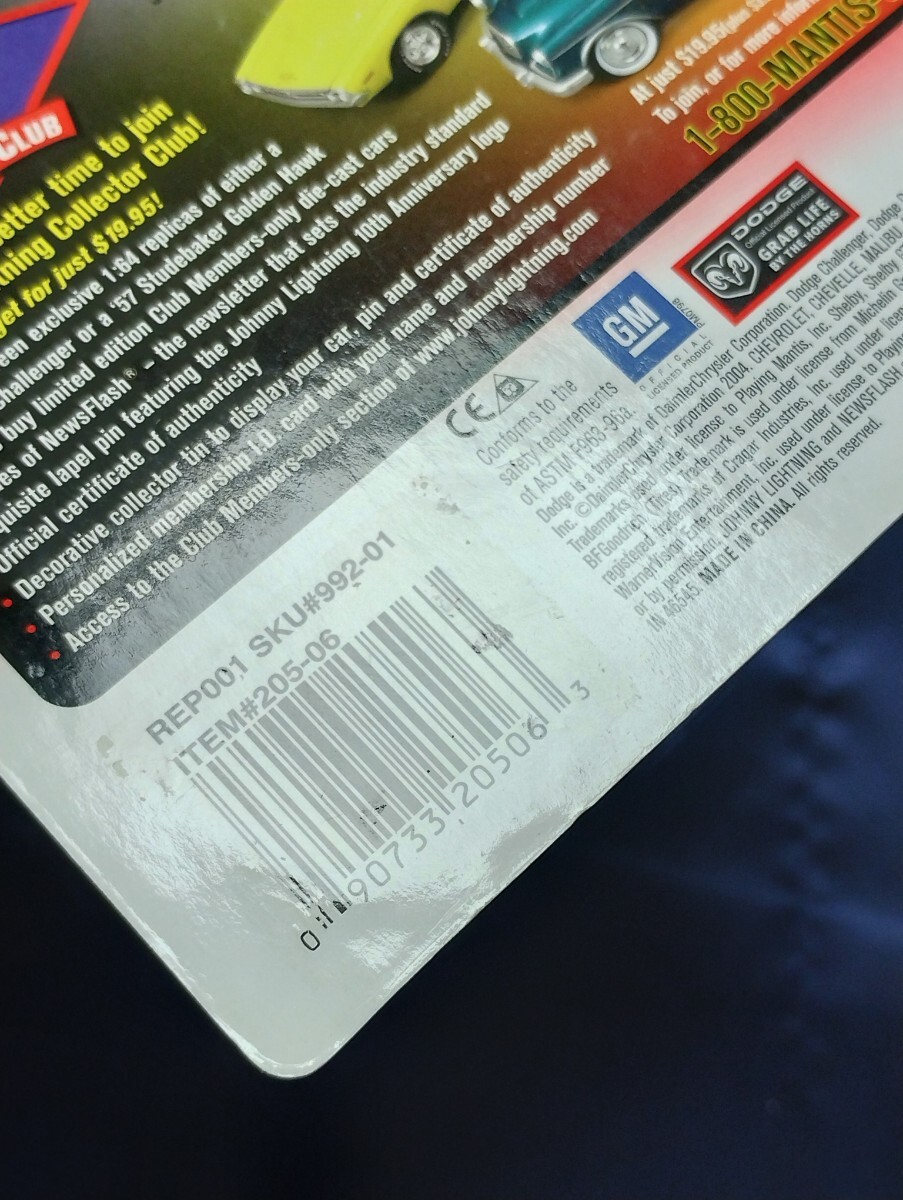 CLUB
etter time to join
tning Collector Club!
get for just $19.95!
een exclusive 1:64 replicas of either a
Challenger or a '57 Studebaker Golden Hawk
buy limited edition Club Members-only die-cast cars
es of NewsFlash® - the newsletter that sets the industry standard
quisite lapel pin featuring the Johnny Lightning 10th Anniversary logo
Official certificate of authenticity
• Decorative collector tin to display your car, pin and certificate of authenticity
• Personalized membership I.D. card with your name and membership number
• Access to the Club Members-only section at www.johnnylightning.com
At just $19.95(plus
To join, or for more
1-800-MANTIS-
DODGE
Official Licensed Product
GRAB LIFE
BY THE HORNS
GM
OFFICIAL
LICENSED PRODUCT
PM0798
CE
Conforms to the
safety requirements
of ASTM F963-96a.
Dodge is a trademark of DaimlerChrysler Corporation. Dodge Challenger, Dodge
Inc. ©DaimlerChrysler Corporation 2004. CHEVROLET, CHEVELLE, MALIBU
Trademarks used under license to Playing Mantis, Inc. Shelby, Shelby
BFGoodrich (Tires) Trademark is used under license from Michelin
registered trademarks of Cragar Industries, Inc. used under
WarnerVision Entertainment, Inc. used under license to
or by permission. JOHNNY LIGHTNING and NEWSFLASH
IN 46545. MADE IN CHINA. All rights reserved.
REP001 SKU#992-01
ITEM#205-06
0 90733 20506 3